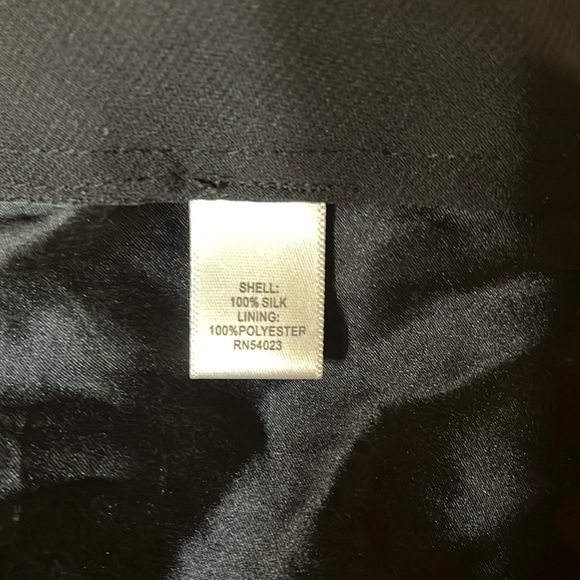 SHELL:
100% SILK
LINING:
100%POLYESTER
RN54023